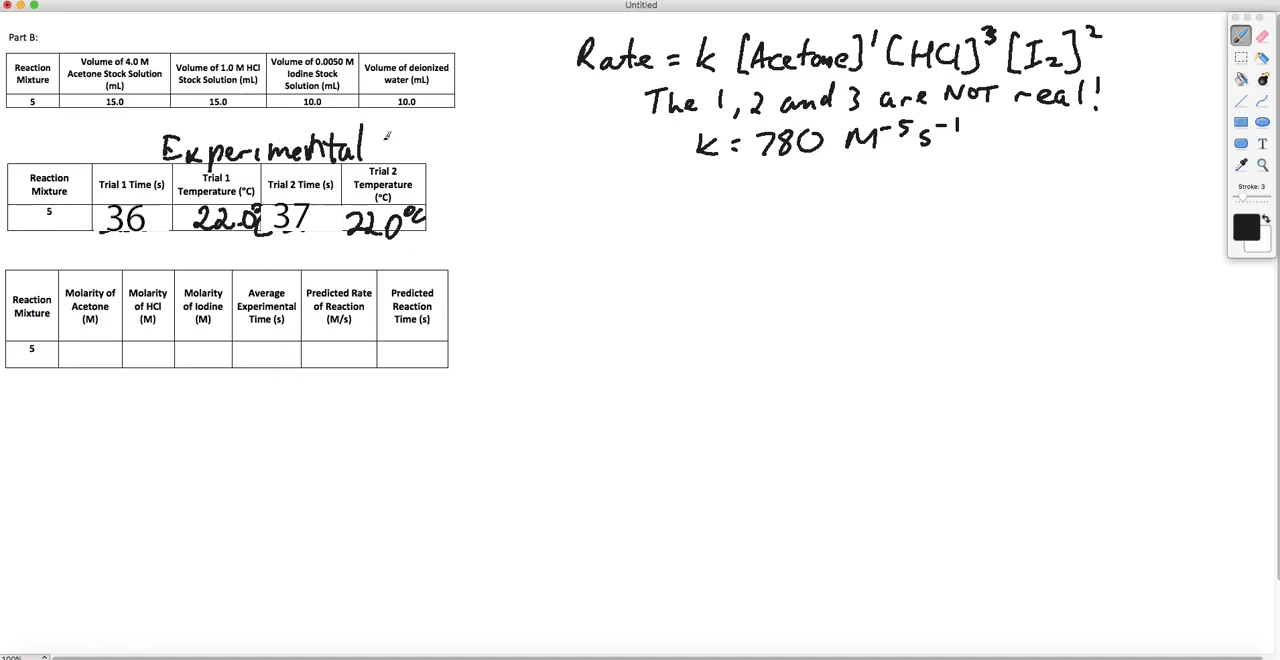 Untitled
Part B:
Reaction Mixture | Volume of 4.0 M Acetone Stock Solution (mL) | Volume of 1.0 M HCl Stock Solution (mL) | Volume of 0.0050 M Iodine Stock Solution (mL) | Volume of deionized water (mL)
5 | 15.0 | 15.0 | 10.0 | 10.0
Experimental
Reaction Mixture | Trial 1 Time (s) | Trial 1 Temperature (°C) | Trial 2 Time (s) | Trial 2 Temperature (°C)
5 | 36 | 22.0°C | 37 | 22.0°C
Reaction Mixture | Molarity of Acetone (M) | Molarity of HCl (M) | Molarity of Iodine (M) | Average Experimental Time (s) | Predicted Rate of Reaction (M/s) | Predicted Reaction Time (s)
5
Rate = k [Acetone]¹ [HCl]³ [I₂]²
The 1, 2 and 3 are NOT real!
k = 780 M⁻⁵ s⁻¹
T
Stroke: 3
100%